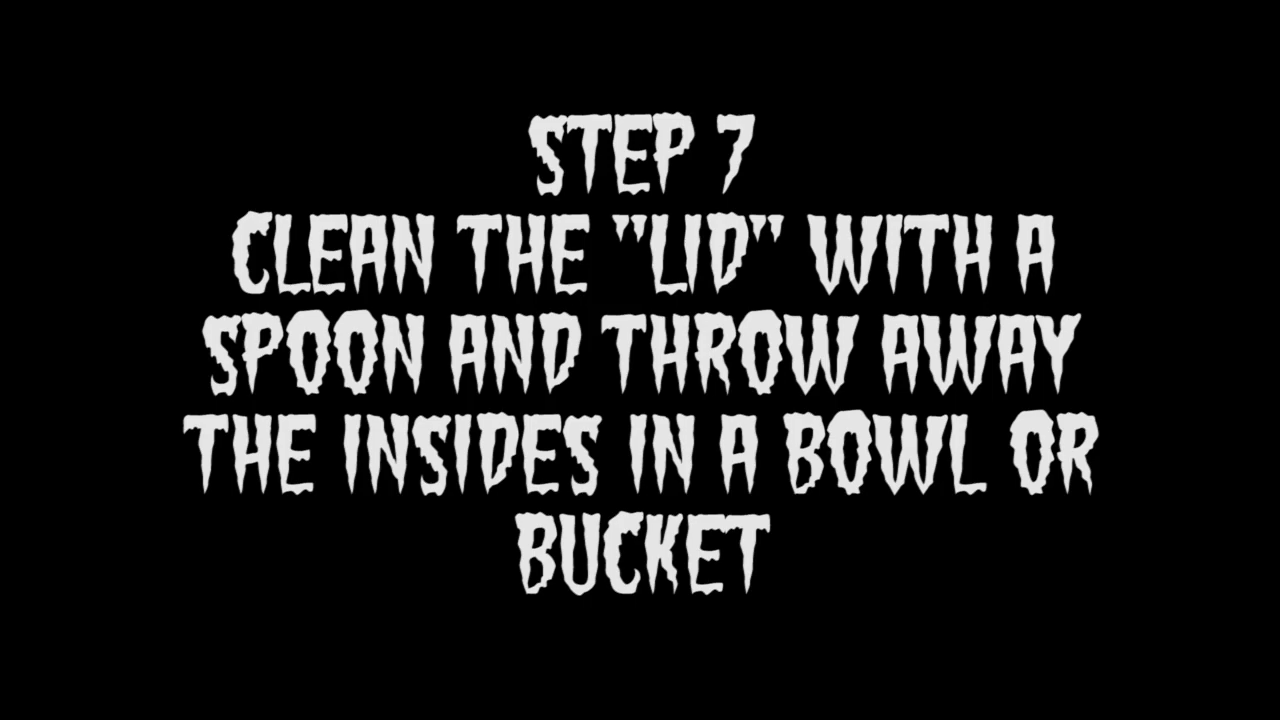 STEP 7
CLEAN THE "LID" WITH A
SPOON AND THROW AWAY
THE INSIDES IN A BOWL OR
BUCKET